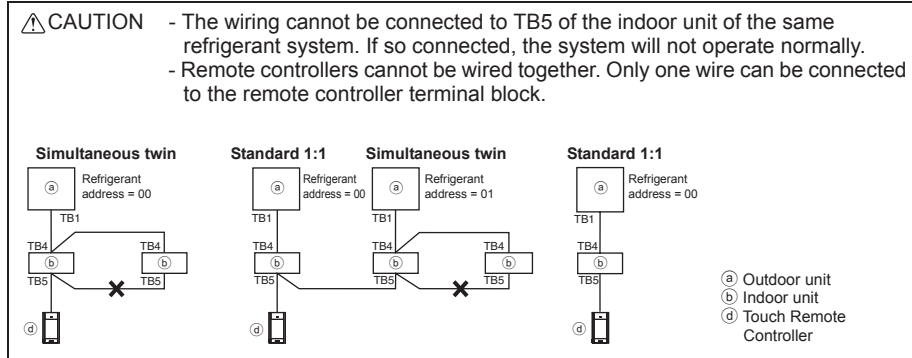 ⚠CAUTION - The wiring cannot be connected to TB5 of the indoor unit of the same
refrigerant system. If so connected, the system will not operate normally.
- Remote controllers cannot be wired together. Only one wire can be connected
to the remote controller terminal block.
Simultaneous twin
ⓐ
Refrigerant
address = 00
TB1
TB4
TB4
ⓑ
ⓑ
TB5
TB5
ⓓ
Standard 1:1
ⓐ
Refrigerant
address = 00
TB1
TB4
ⓑ
TB5
ⓓ
Simultaneous twin
ⓐ
Refrigerant
address = 01
TB1
TB4
TB4
ⓑ
ⓑ
TB5
TB5
Standard 1:1
ⓐ
Refrigerant
address = 00
TB1
TB4
ⓑ
TB5
ⓓ
ⓐ Outdoor unit
ⓑ Indoor unit
ⓓ Touch Remote
Controller